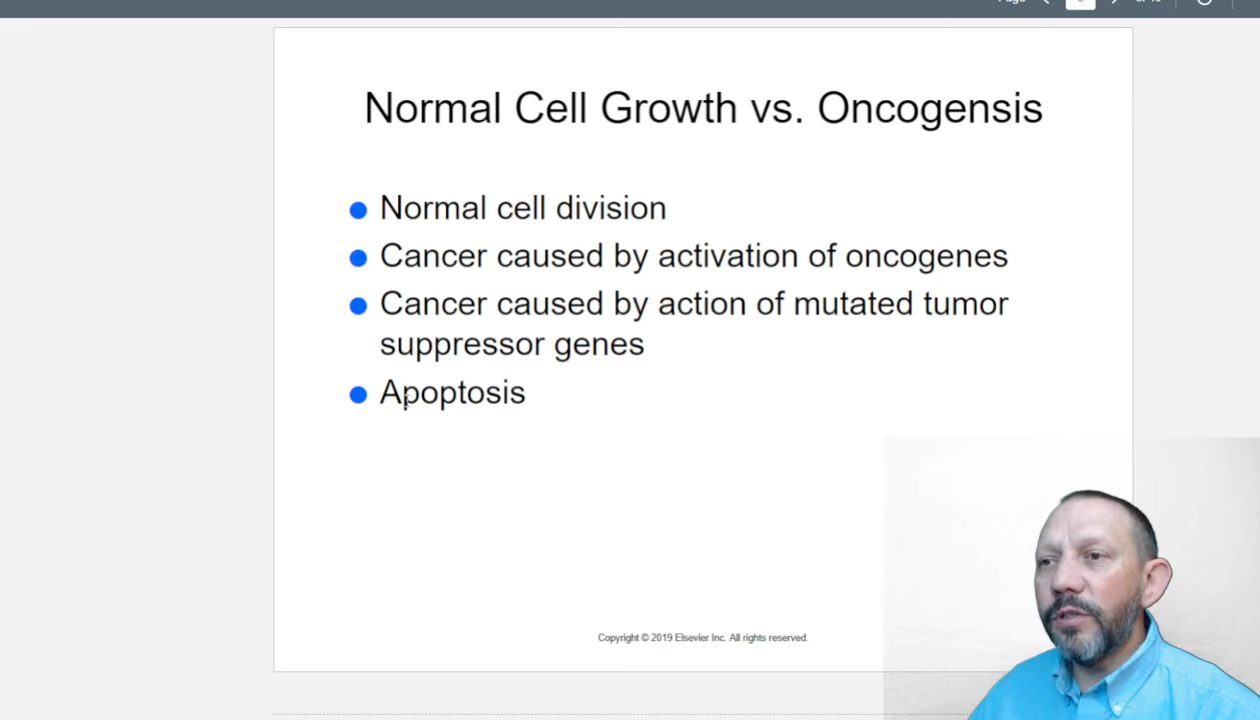 Normal Cell Growth vs. Oncogensis
Normal cell division
Cancer caused by activation of oncogenes
Cancer caused by action of mutated tumor
suppressor genes
Apoptosis
Copyright © 2019 Elsevier Inc. All rights reserved.